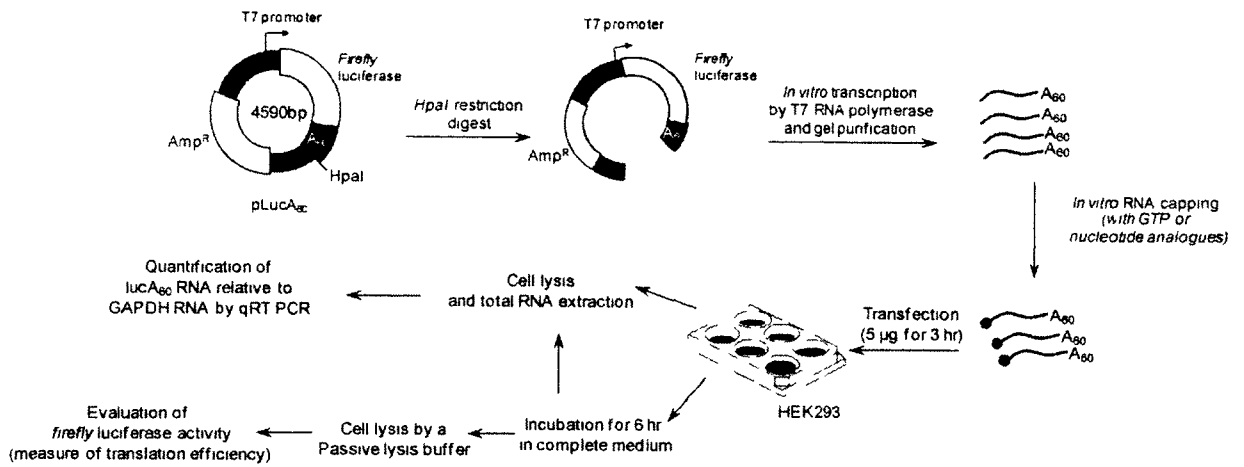 T7 promoter
Firefly
luciferase
4590bp
AmpR
HpaI
HpaI restriction
digest
T7 promoter
Firefly
luciferase
AmpR
In vitro transcription
by T7 RNA polymerase
and gel purification
A60
A60
A60
A60
In vitro RNA capping
(with GTP or
nucleotide analogues)
A60
A60
A60
Transfection
(5 µg for 3 hr)
HEK293
Cell lysis
and total RNA extraction
Quantification of
lucA60 RNA relative to
GAPDH RNA by qRT PCR
Incubation for 6 hr
in complete medium
Cell lysis by a
Passive lysis buffer
Evaluation of
firefly luciferase activity
(measure of translation efficiency)